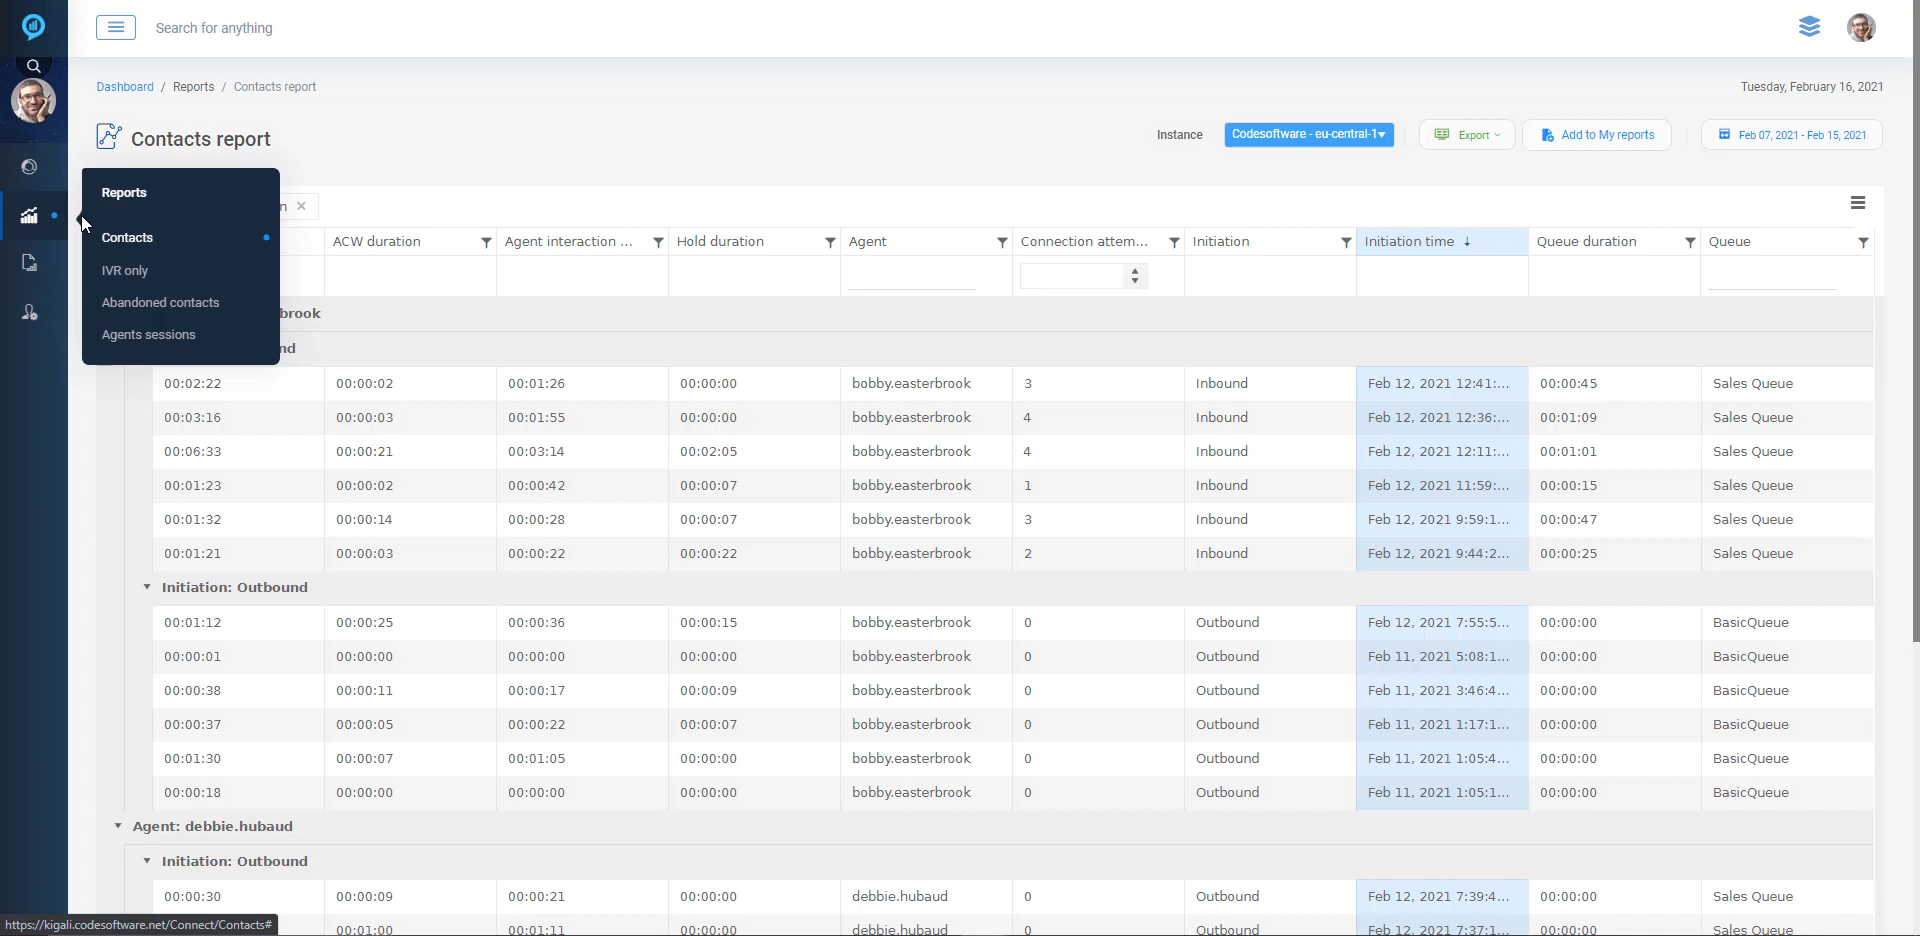 Search for anything
Dashboard / Reports / Contacts report
Tuesday, February 16, 2021
Contacts report
Instance
Codesoftware - eu-central-1
Export
Add to My reports
Feb 07, 2021 - Feb 15, 2021
Reports
Contacts
IVR only
Abandoned contacts
Agents sessions
n ×
ACW duration Agent interaction ... Hold duration Agent Connection attem... Initiation Initiation time ↓ Queue duration Queue
brook
nd
00:02:22 00:00:02 00:01:26 00:00:00 bobby.easterbrook 3 Inbound Feb 12, 2021 12:41:... 00:00:45 Sales Queue
00:03:16 00:00:03 00:01:55 00:00:00 bobby.easterbrook 4 Inbound Feb 12, 2021 12:36:... 00:01:09 Sales Queue
00:06:33 00:00:21 00:03:14 00:02:05 bobby.easterbrook 4 Inbound Feb 12, 2021 12:11:... 00:01:01 Sales Queue
00:01:23 00:00:02 00:00:42 00:00:07 bobby.easterbrook 1 Inbound Feb 12, 2021 11:59:... 00:00:15 Sales Queue
00:01:32 00:00:14 00:00:28 00:00:07 bobby.easterbrook 3 Inbound Feb 12, 2021 9:59:1... 00:00:47 Sales Queue
00:01:21 00:00:03 00:00:22 00:00:22 bobby.easterbrook 2 Inbound Feb 12, 2021 9:44:2... 00:00:25 Sales Queue
Initiation: Outbound
00:01:12 00:00:25 00:00:36 00:00:15 bobby.easterbrook 0 Outbound Feb 12, 2021 7:55:5... 00:00:00 BasicQueue
00:00:01 00:00:00 00:00:00 00:00:00 bobby.easterbrook 0 Outbound Feb 11, 2021 5:08:1... 00:00:00 BasicQueue
00:00:38 00:00:11 00:00:17 00:00:09 bobby.easterbrook 0 Outbound Feb 11, 2021 3:46:4... 00:00:00 BasicQueue
00:00:37 00:00:05 00:00:22 00:00:07 bobby.easterbrook 0 Outbound Feb 11, 2021 1:17:1... 00:00:00 BasicQueue
00:01:30 00:00:07 00:01:05 00:00:00 bobby.easterbrook 0 Outbound Feb 11, 2021 1:05:4... 00:00:00 BasicQueue
00:00:18 00:00:00 00:00:00 00:00:00 bobby.easterbrook 0 Outbound Feb 11, 2021 1:05:1... 00:00:00 BasicQueue
Agent: debbie.hubaud
Initiation: Outbound
00:00:30 00:00:09 00:00:21 00:00:00 debbie.hubaud 0 Outbound Feb 12, 2021 7:39:4... 00:00:00 Sales Queue
00:01:00 00:01:11 00:00:00 debbie.hubaud 0 Outbound Feb 12, 2021 7:37:1... 00:00:00 Sales Queue
https://kigali.codesoftware.net/Connect/Contacts#